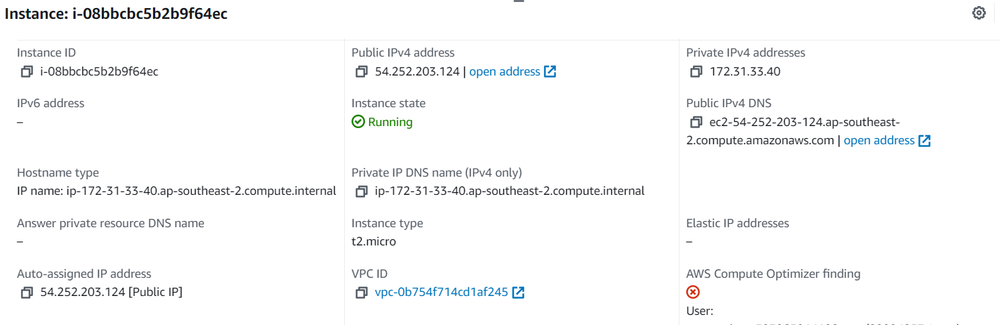 Instance: i-08bbcbc5b2b9f64ec
Instance ID
i-08bbcbc5b2b9f64ec
Public IPv4 address
54.252.203.124 | open address
Private IPv4 addresses
172.31.33.40
IPv6 address
–
Instance state
Running
Public IPv4 DNS
ec2-54-252-203-124.ap-southeast-
2.compute.amazonaws.com | open address
Hostname type
IP name: ip-172-31-33-40.ap-southeast-2.compute.internal
Private IP DNS name (IPv4 only)
ip-172-31-33-40.ap-southeast-2.compute.internal
Answer private resource DNS name
–
Instance type
t2.micro
Elastic IP addresses
–
Auto-assigned IP address
54.252.203.124 [Public IP]
VPC ID
vpc-0b754f714cd1af245
AWS Compute Optimizer finding
User: